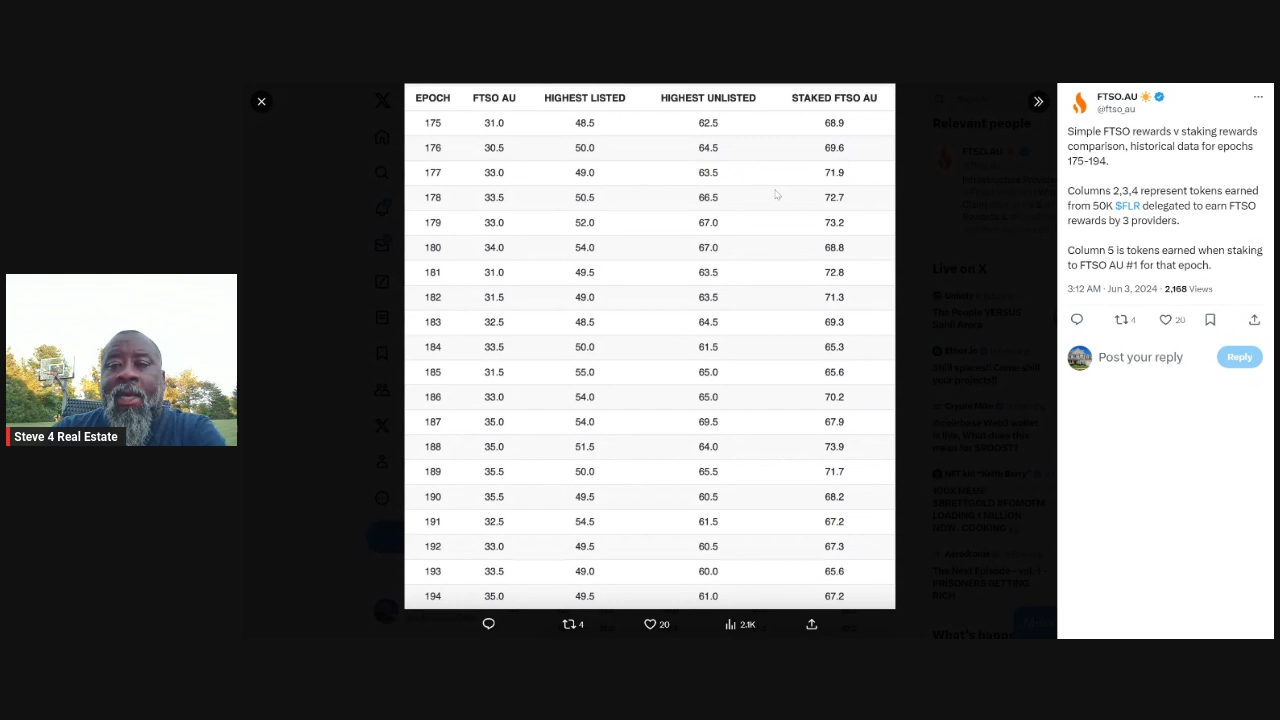 EPOCH FTSO AU HIGHEST LISTED HIGHEST UNLISTED STAKED FTSO AU
175 31.0 48.5 62.5 68.9
176 30.5 50.0 64.5 69.6
177 33.0 49.0 63.5 71.9
178 33.5 50.5 66.5 72.7
179 33.0 52.0 67.0 73.2
180 34.0 54.0 67.0 68.8
181 31.0 49.5 63.5 72.8
182 31.5 49.0 63.5 71.3
183 32.5 48.5 64.5 69.3
184 33.5 50.0 61.5 65.3
185 31.5 55.0 65.0 65.6
186 33.0 54.0 65.0 70.2
187 35.0 54.0 69.5 67.9
188 35.0 51.5 64.0 73.9
189 35.5 50.0 65.5 71.7
190 35.5 49.5 60.5 68.2
191 32.5 54.5 61.5 67.2
192 33.0 49.5 60.5 67.3
193 33.5 49.0 60.0 65.6
194 35.0 49.5 61.0 67.2
4 20 2.1K
FTSO.AU
@ftso_au
Simple FTSO rewards v staking rewards
comparison, historical data for epochs
175-194.
Columns 2,3,4 represent tokens earned
from 50K $FLR delegated to earn FTSO
rewards by 3 providers.
Column 5 is tokens earned when staking
to FTSO AU #1 for that epoch.
3:12 AM · Jun 3, 2024 · 2,168 Views
4 20
Post your reply Reply
Relevant people
FTSO.AU
@ftso_au
Live on X
The People VERSUS
What's happe
Steve 4 Real Estate